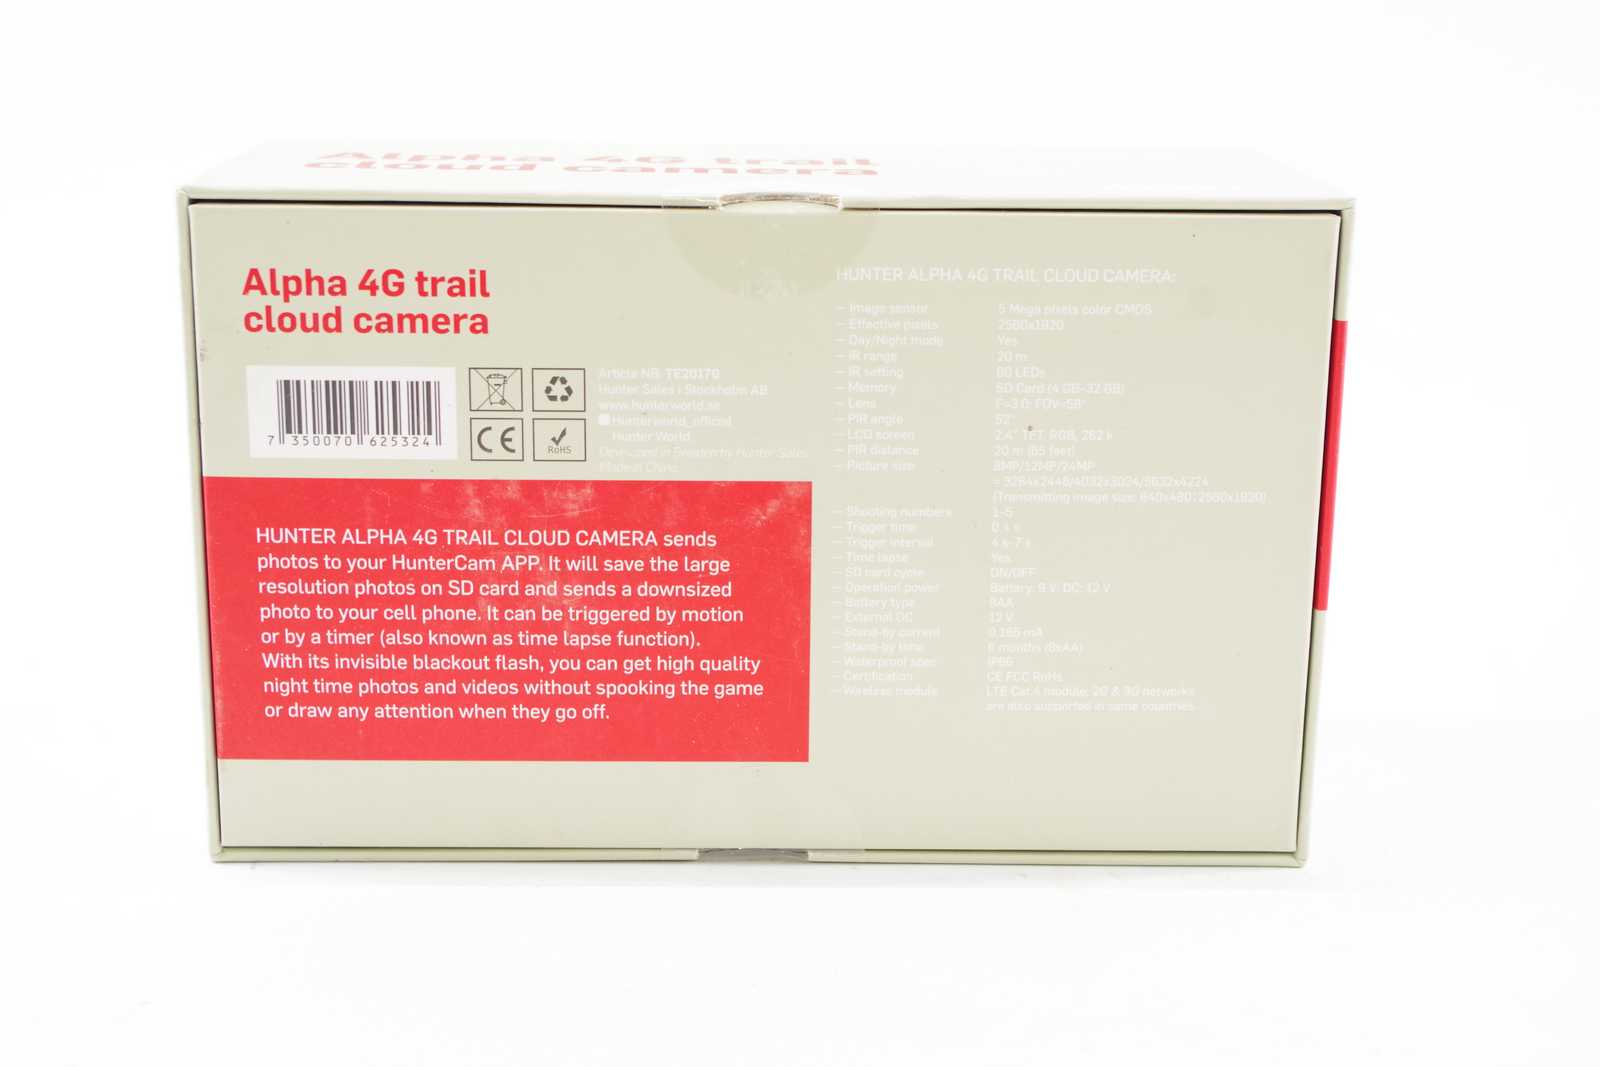 Alpha 4G trail
cloud camera
Alpha 4G trail
cloud camera
7 350070 625324
CE
RoHS
Article NB: TE20170
Hunter Sales i Stockholm AB
www.hunterworld.se
Hunterworld_official
Hunter World
Developed in Sweden by Hunter Sales.
Made in China.
HUNTER ALPHA 4G TRAIL CLOUD CAMERA sends
photos to your HunterCam APP. It will save the large
resolution photos on SD card and sends a downsized
photo to your cell phone. It can be triggered by motion
or by a timer (also known as time lapse function).
With its invisible blackout flash, you can get high quality
night time photos and videos without spooking the game
or draw any attention when they go off.
HUNTER ALPHA 4G TRAIL CLOUD CAMERA:
– Image sensor 5 Mega pixels color CMOS
– Effective pixels 2560x1920
– Day/Night mode Yes
– IR range 20 m
– IR setting 80 LEDs
– Memory SD Card (4 GB-32 GB)
– Lens F=3.0; FOV=58°
– PIR angle 52°
– LCD screen 2.4" TFT, RGB, 262 k
– PIR distance 20 m (65 feet)
– Picture size 8MP/12MP/24MP
= 3264x2448/4032x3024/5632x4224
(Transmitting image size: 640x480; 2560x1920)
– Shooting numbers 1-5
– Trigger time 0.4 s
– Trigger interval 4 s-7 s
– Time lapse Yes
– SD card cycle ON/OFF
– Operation power Battery: 9 V; DC: 12 V
– Battery type 8AA
– External DC 12 V
– Stand-by current 0.165 mA
– Stand-by time 6 months (8xAA)
– Waterproof spec IP66
– Certification CE FCC RoHs
– Wireless module LTE Cat.4 module; 2G & 3G networks
are also supported in some countries